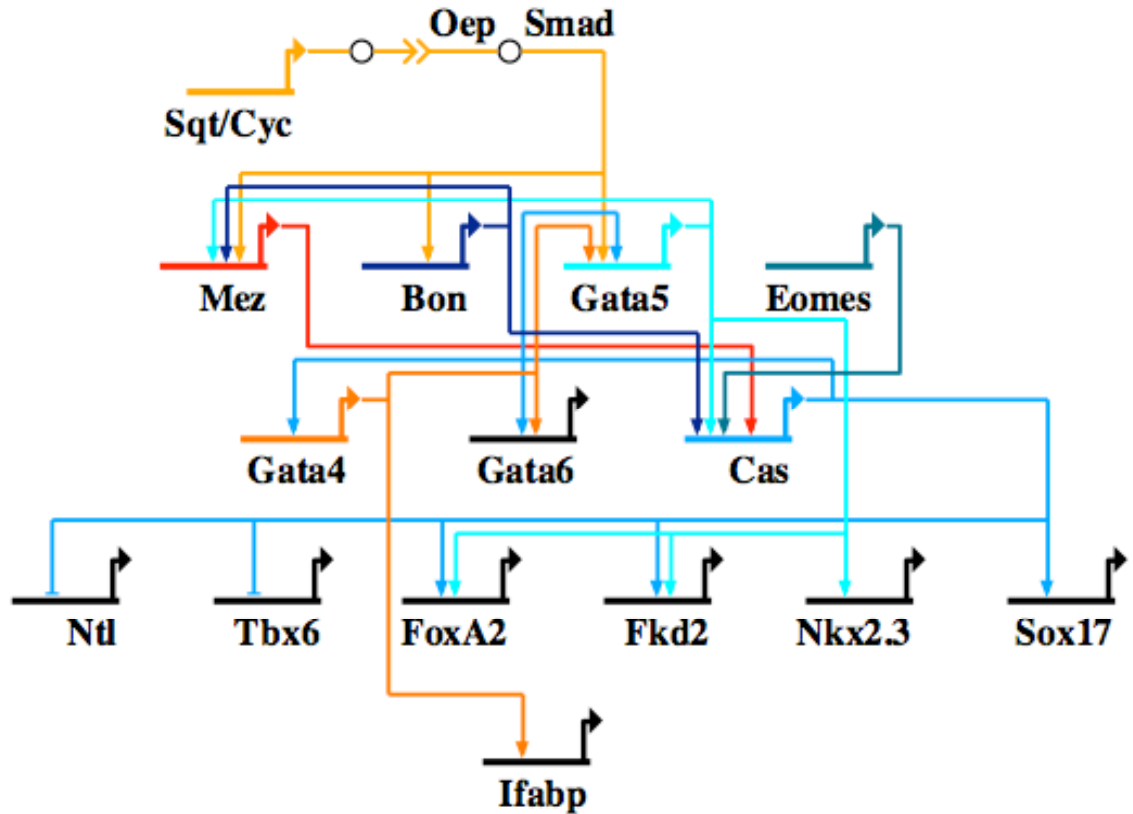 Oep Smad
Sqt/Cyc
Mez Bon Gata5 Eomes
Gata4 Gata6 Cas
Ntl Tbx6 FoxA2 Fkd2 Nkx2.3 Sox17
Ifabp